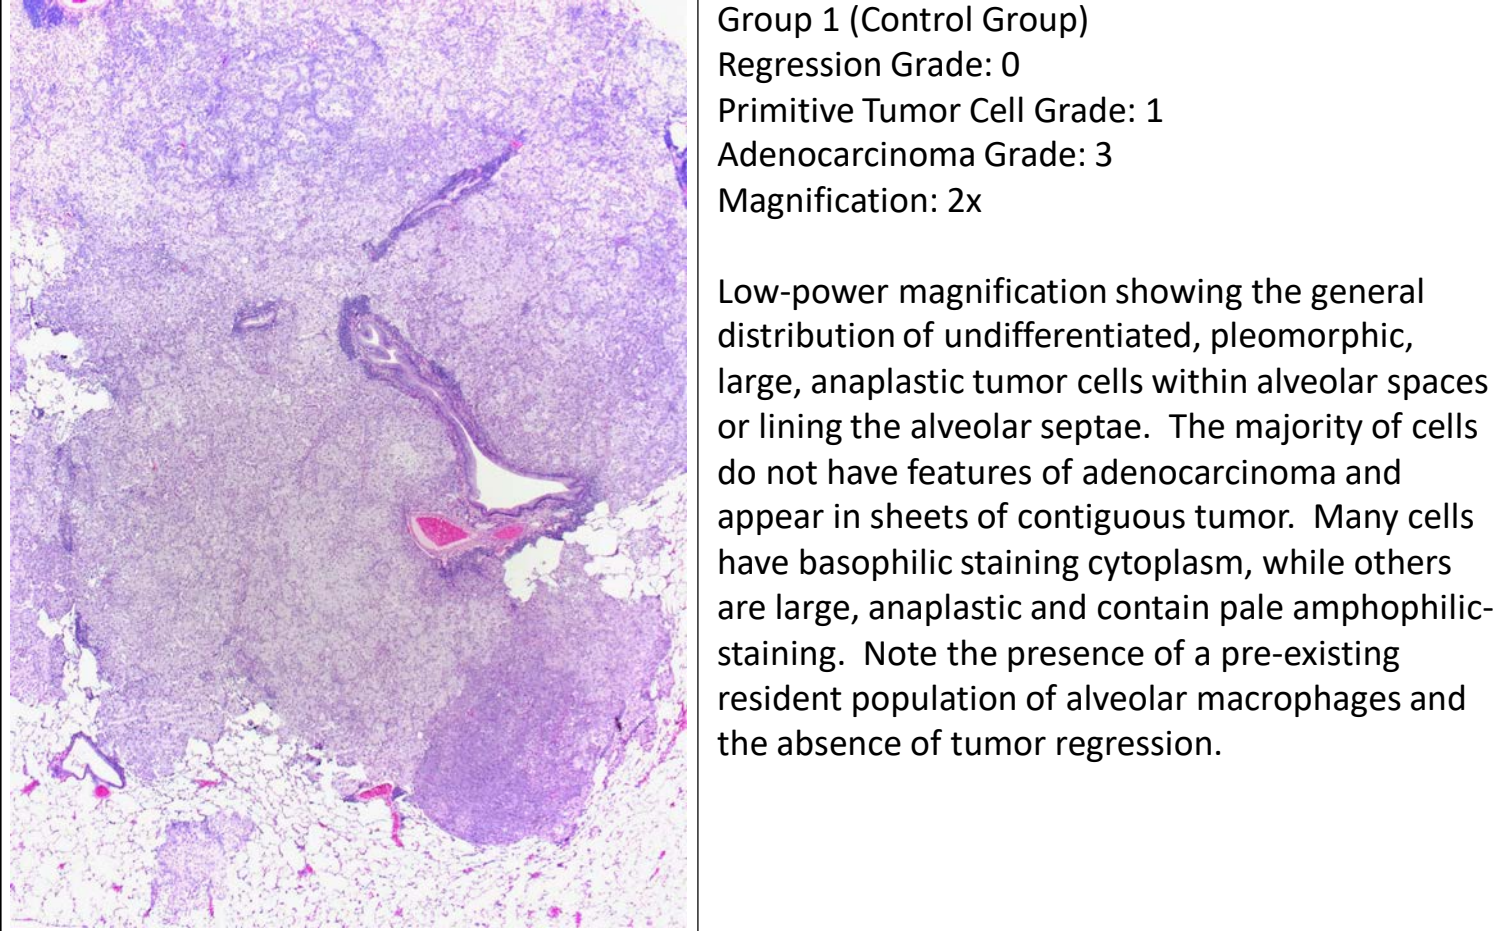 Group 1 (Control Group)
Regression Grade: 0
Primitive Tumor Cell Grade: 1
Adenocarcinoma Grade: 3
Magnification: 2x
Low-power magnification showing the general
distribution of undifferentiated, pleomorphic,
large, anaplastic tumor cells within alveolar spaces
or lining the alveolar septae.  The majority of cells
do not have features of adenocarcinoma and
appear in sheets of contiguous tumor.  Many cells
have basophilic staining cytoplasm, while others
are large, anaplastic and contain pale amphophilic-
staining.  Note the presence of a pre-existing
resident population of alveolar macrophages and
the absence of tumor regression.